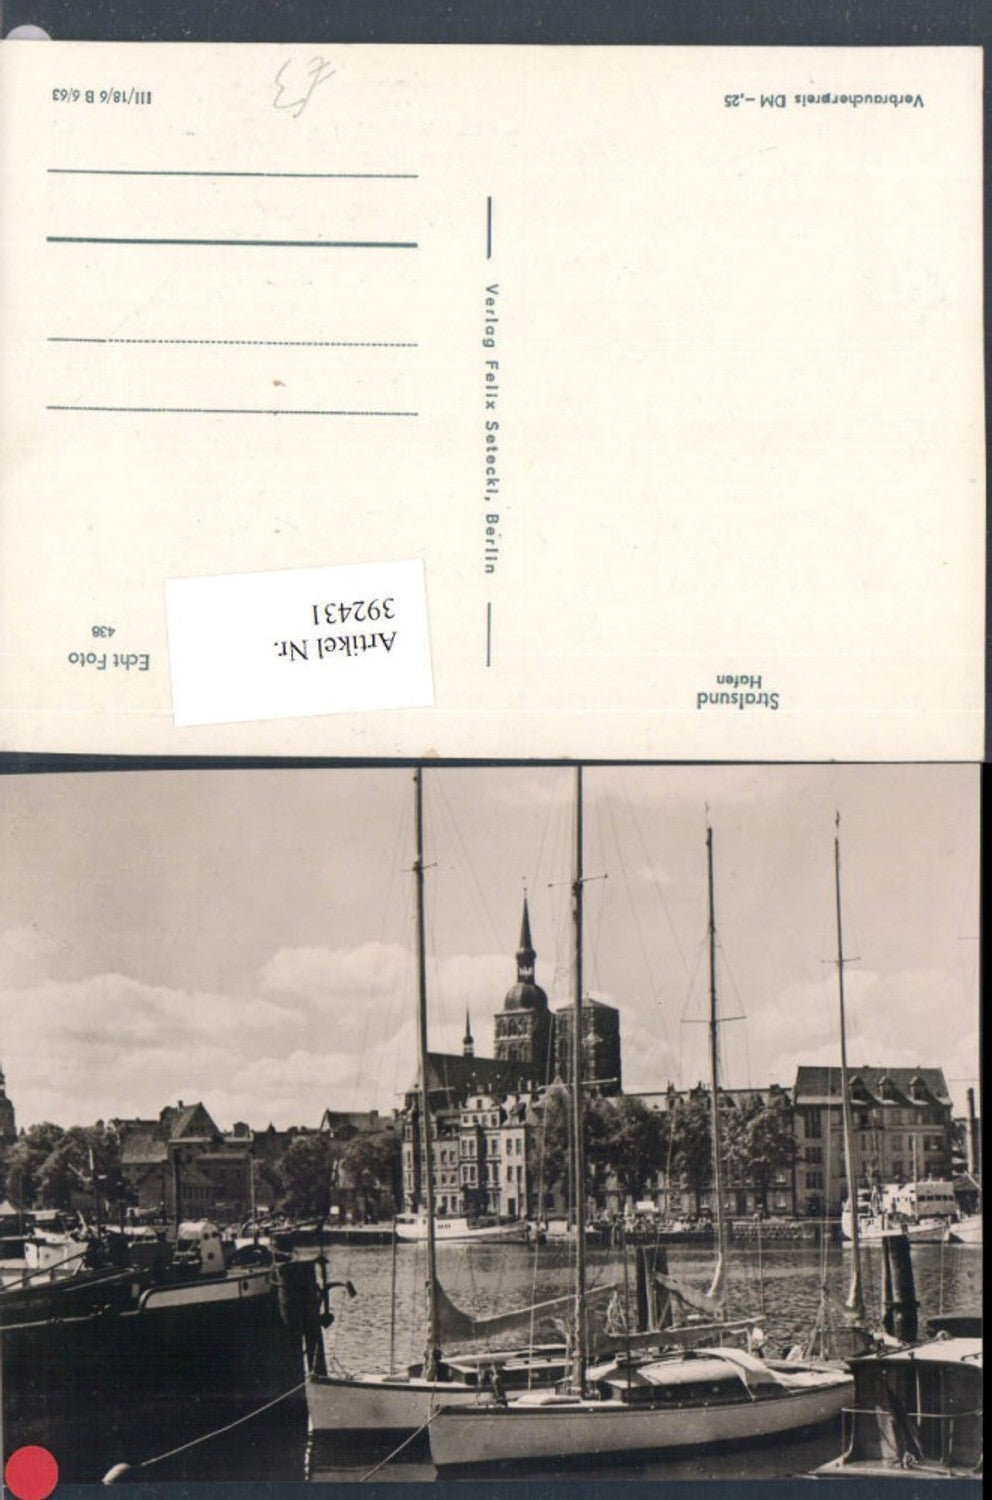 Stralsund
Hafen
Verbraucherpreis DM –,25
Verlag Felix Setecki, Berlin
Echt Foto
438
Artikel Nr.
392431
III/18/6 B 6/63